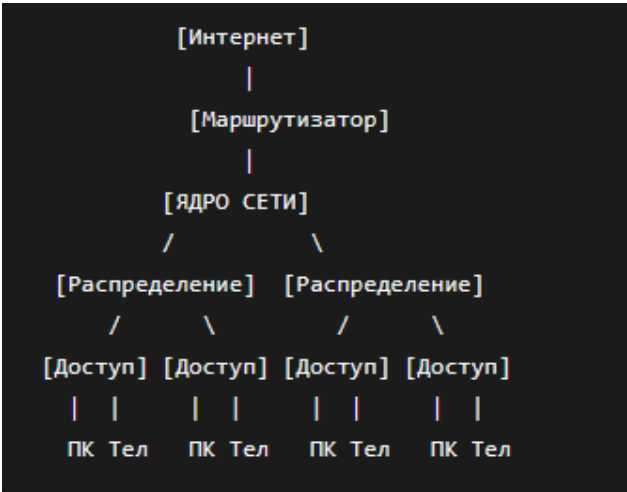 [Интернет]
|
[Маршрутизатор]
|
[ЯДРО СЕТИ]
/ \
[Распределение] [Распределение]
/ \ / \
[Доступ] [Доступ] [Доступ] [Доступ]
| | | | | | | |
ПК Тел ПК Тел ПК Тел ПК Тел